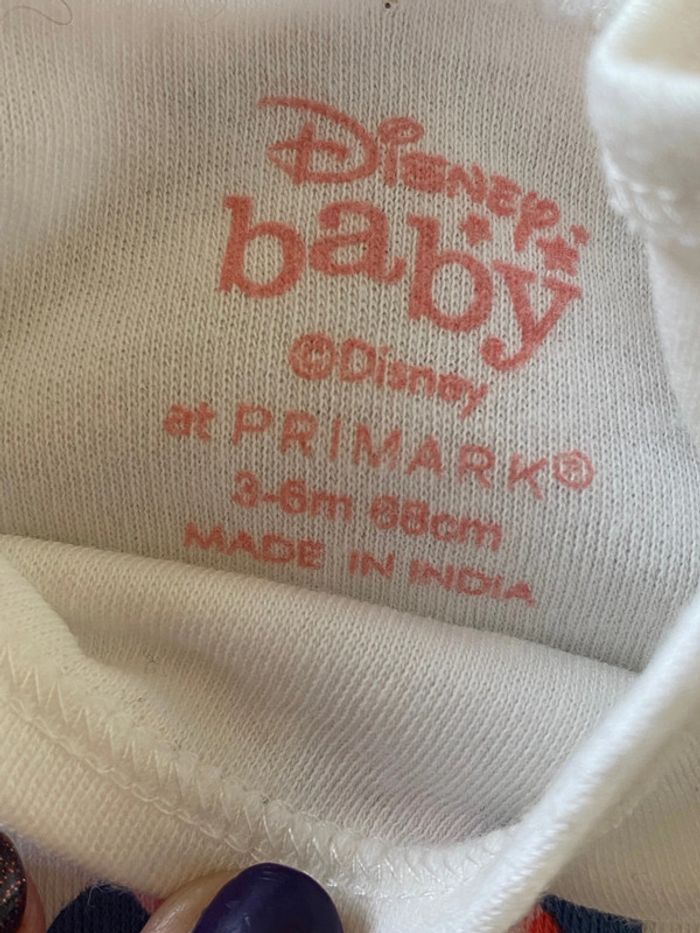 Disney
baby
©Disney
at PRIMARK®
3-6m 68cm
MADE IN INDIA